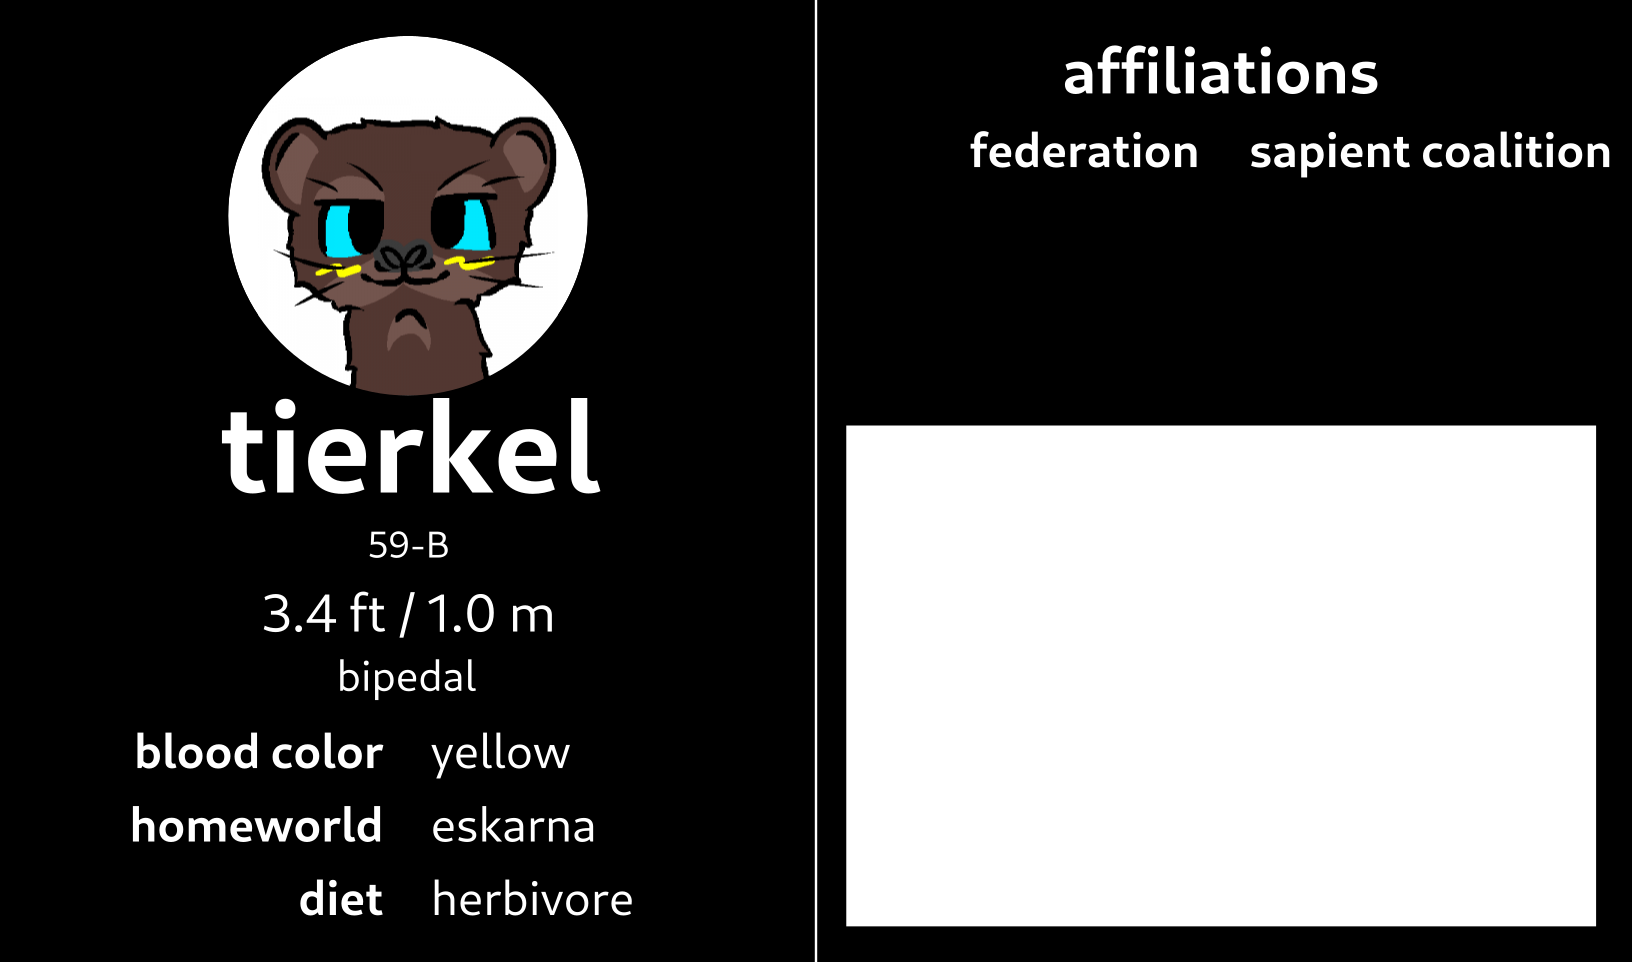 tierkel
59-B
3.4 ft / 1.0 m
bipedal
blood color yellow
homeworld eskarna
diet herbivore
affiliations
federation sapient coalition